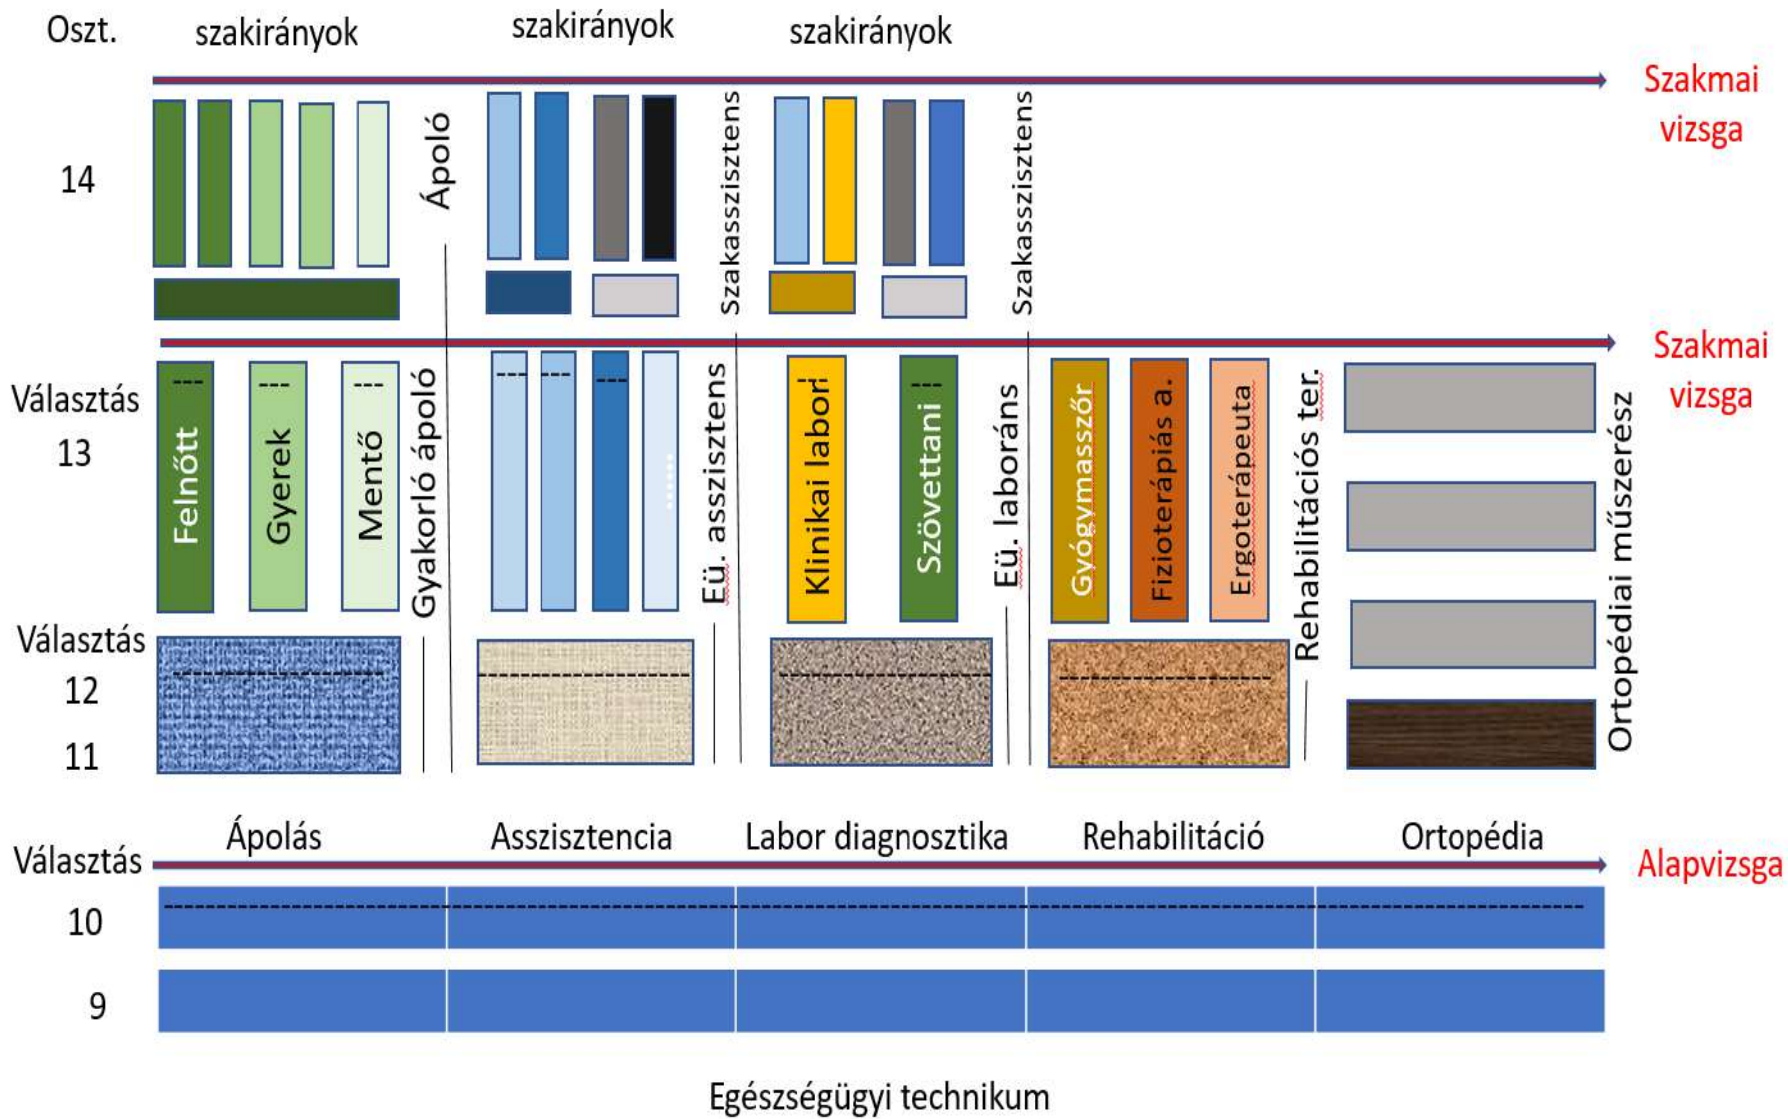 Oszt.
szakirányok
szakirányok
szakirányok
Szakmai
vizsga
14
Ápoló
Szakasszisztens
Szakasszisztens
Szakmai
vizsga
Választás
13
Felnőtt
Gyerek
Mentő
Gyakorló ápoló
Eü. asszisztens
Klinikai labor
Szövettani
Eü. laboráns
Gyógymasszőr
Fizioterápiás a.
Ergoterápeuta
Rehabilitációs ter.
Ortopédiai műszerész
Választás
12
11
Ápolás
Asszisztencia
Labor diagnosztika
Rehabilitáció
Ortopédia
Választás
Alapvizsga
10
9
Egészségügyi technikum